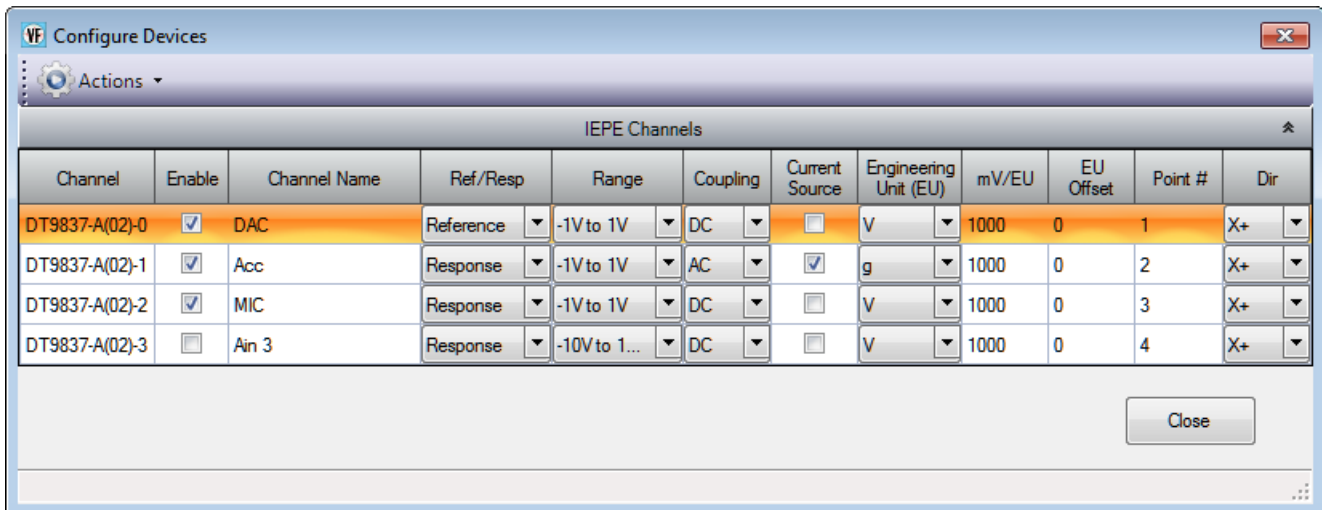 VF Configure Devices
Actions
IEPE Channels
Channel Enable Channel Name Ref/Resp Range Coupling Current Source Engineering Unit (EU) mV/EU EU Offset Point # Dir
DT9837-A(02)-0 DAC Reference -1V to 1V DC V 1000 0 1 X+
DT9837-A(02)-1 Acc Response -1V to 1V AC g 1000 0 2 X+
DT9837-A(02)-2 MIC Response -1V to 1V DC V 1000 0 3 X+
DT9837-A(02)-3 Ain 3 Response -10V to 1... DC V 1000 0 4 X+
Close